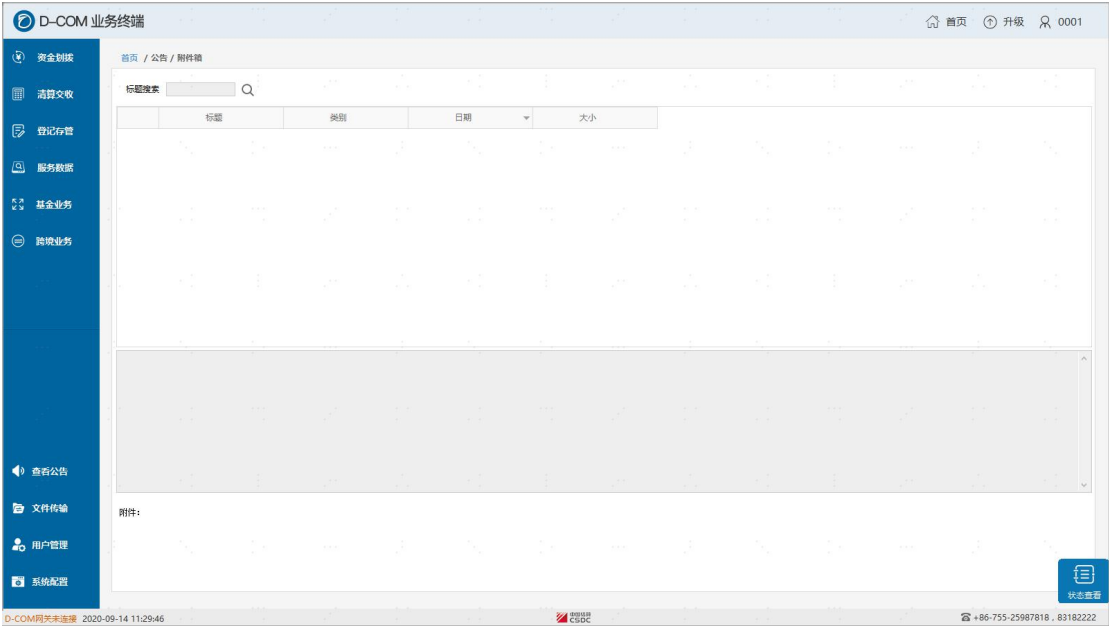 D-COM 业务终端
首页 升级 0001
资金划拨
首页 / 公告 / 附件箱
标题搜索
清算交收
标题 类别 日期 大小
登记存管
服务数据
基金业务
跨境业务
查看公告
文件传输
附件:
用户管理
系统配置
状态查看
D-COM网关未连接 2020-09-14 11:29:46
中国结算
CSDC
+86-755-25987818 , 83182222